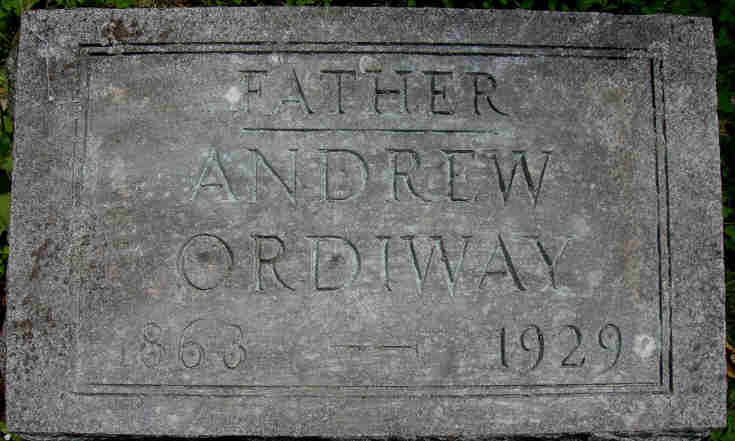 FATHER
ANDREW
ORDIWAY
1863 — 1929